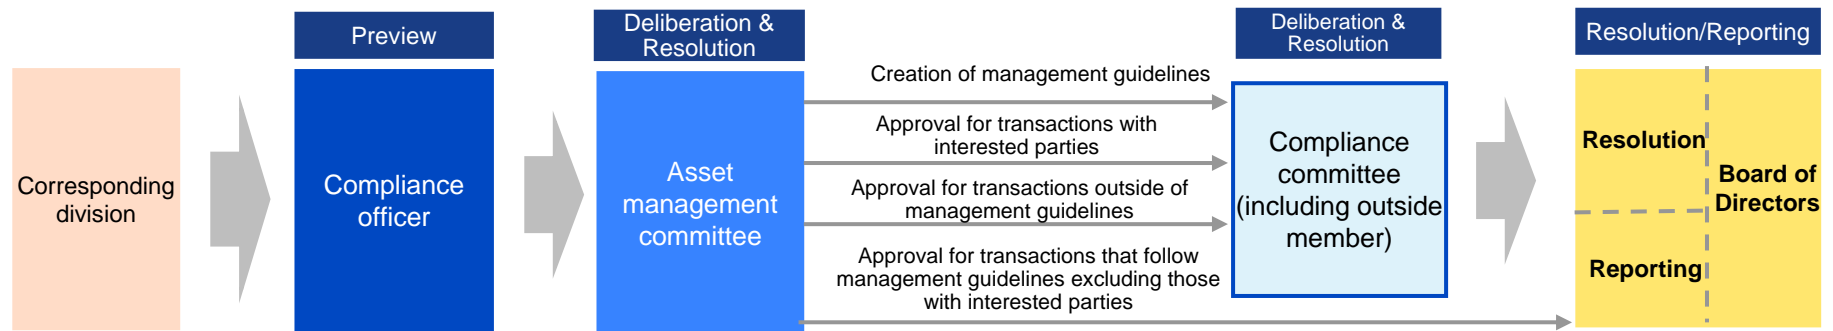 Preview
Deliberation &
Resolution
Deliberation &
Resolution
Resolution/Reporting
Corresponding
division
Compliance
officer
Asset
management
committee
Creation of management guidelines
Approval for transactions with
interested parties
Approval for transactions outside of
management guidelines
Approval for transactions that follow
management guidelines excluding those
with interested parties
Compliance
committee
(including outside
member)
Resolution
Reporting
Board of
Directors